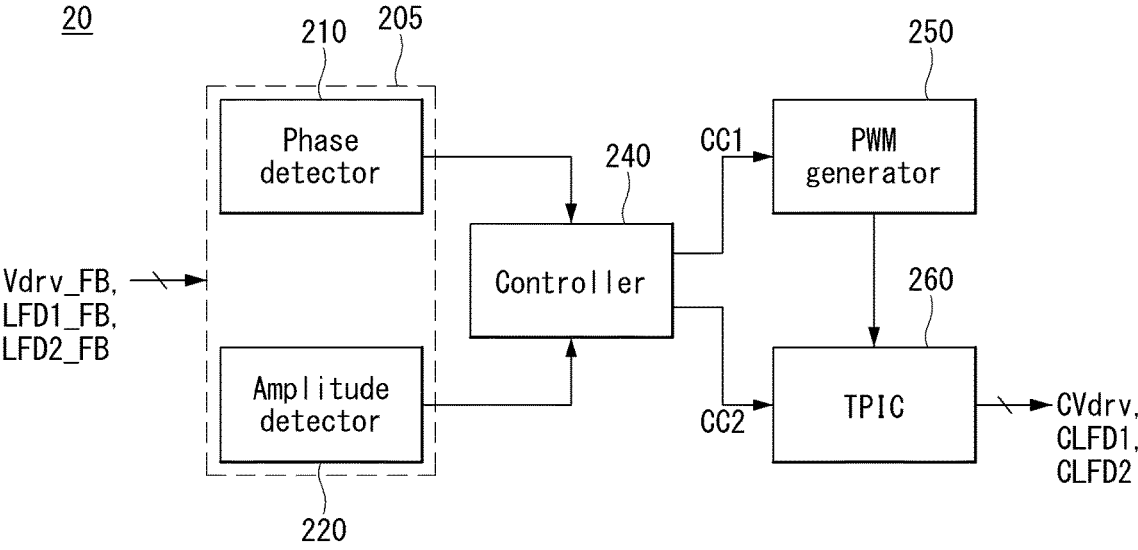 20
205
210
250
Phase
detector
CC1
PWM
generator
240
Controller
Vdrv_FB,
LFD1_FB,
LFD2_FB
260
Amplitude
detector
CC2
TPIC
CVdrv,
CLFD1,
CLFD2
220